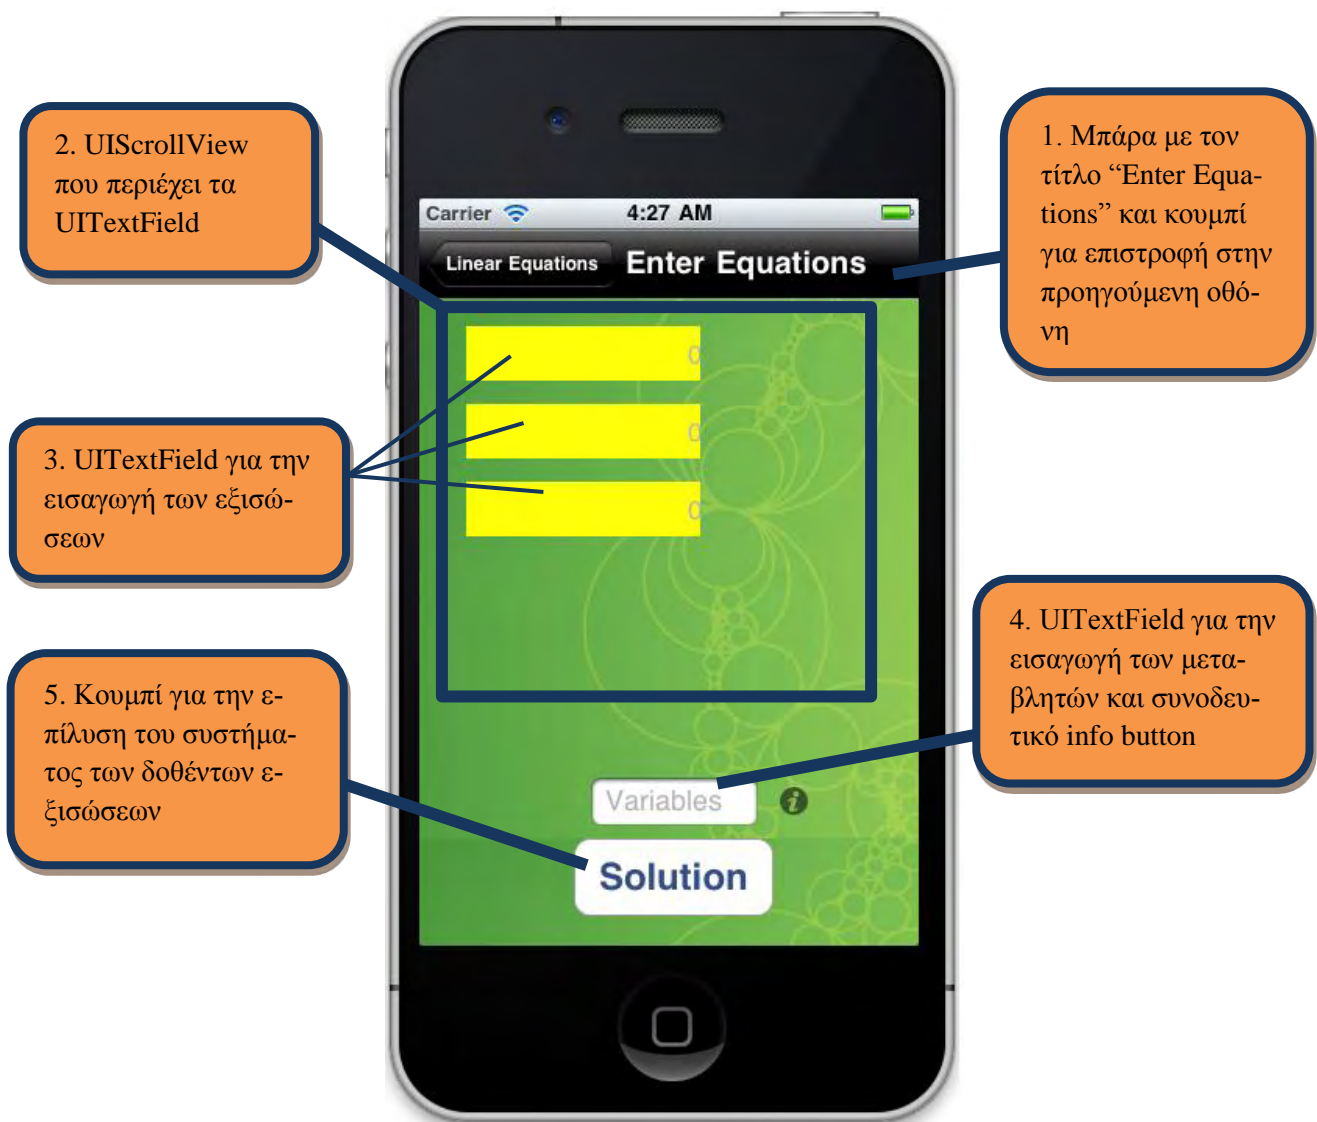 2. UIScrollView
που περιέχει τα
UITextField
1. Μπάρα με τον
τίτλο “Enter Equa-
tions” και κουμπί
για επιστροφή στην
προηγούμενη οθό-
νη
Carrier 4:27 AM
Linear Equations Enter Equations
0
0
0
3. UITextField για την
εισαγωγή των εξισώ-
σεων
4. UITextField για την
εισαγωγή των μετα-
βλητών και συνοδευ-
τικό info button
5. Κουμπί για την ε-
πίλυση του συστήμα-
τος των δοθέντων ε-
ξισώσεων
Variables i
Solution